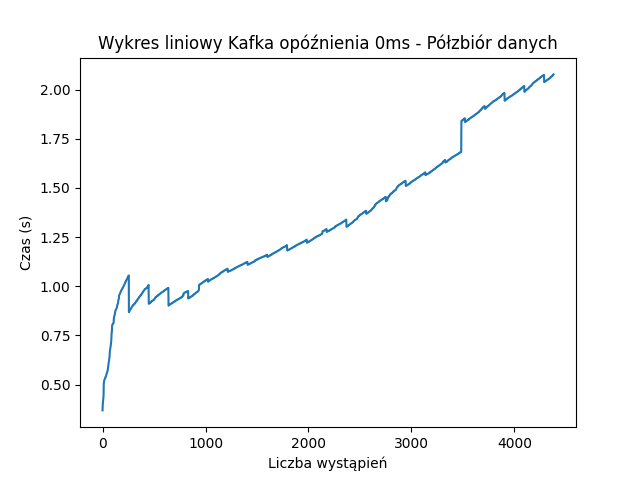 Wykres liniowy Kafka opóźnienia 0ms - Półzbiór danych
2.00
1.75
1.50
1.25
1.00
0.75
0.50
Czas (s)
0 1000 2000 3000 4000
Liczba wystąpień